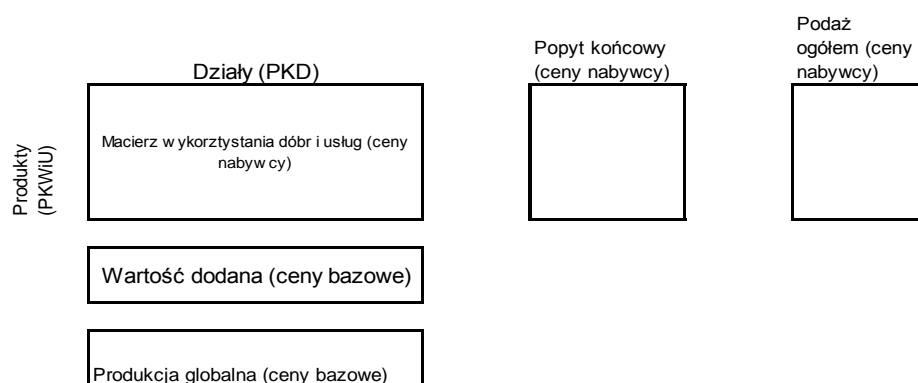 Działy (PKD)
Popyt końcowy
(ceny nabywcy)
Podaż
ogółem (ceny
nabywcy)
Produkty
(PKWiU)
Macierz w ykorztystania dóbr i usług (ceny
nabyw cy)
Wartość dodana (ceny bazowe)
Produkcja globalna (ceny bazowe)